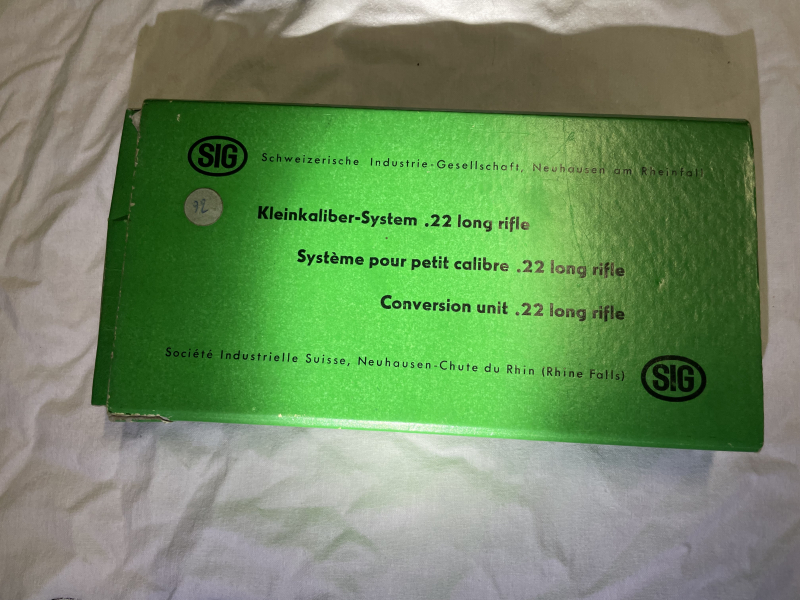 SIG Schweizerische Industrie-Gesellschaft, Neuhausen am Rheinfall
92
Kleinkaliber-System .22 long rifle
Système pour petit calibre .22 long rifle
Conversion unit .22 long rifle
Société Industrielle Suisse, Neuhausen-Chute du Rhin (Rhine Falls) SIG